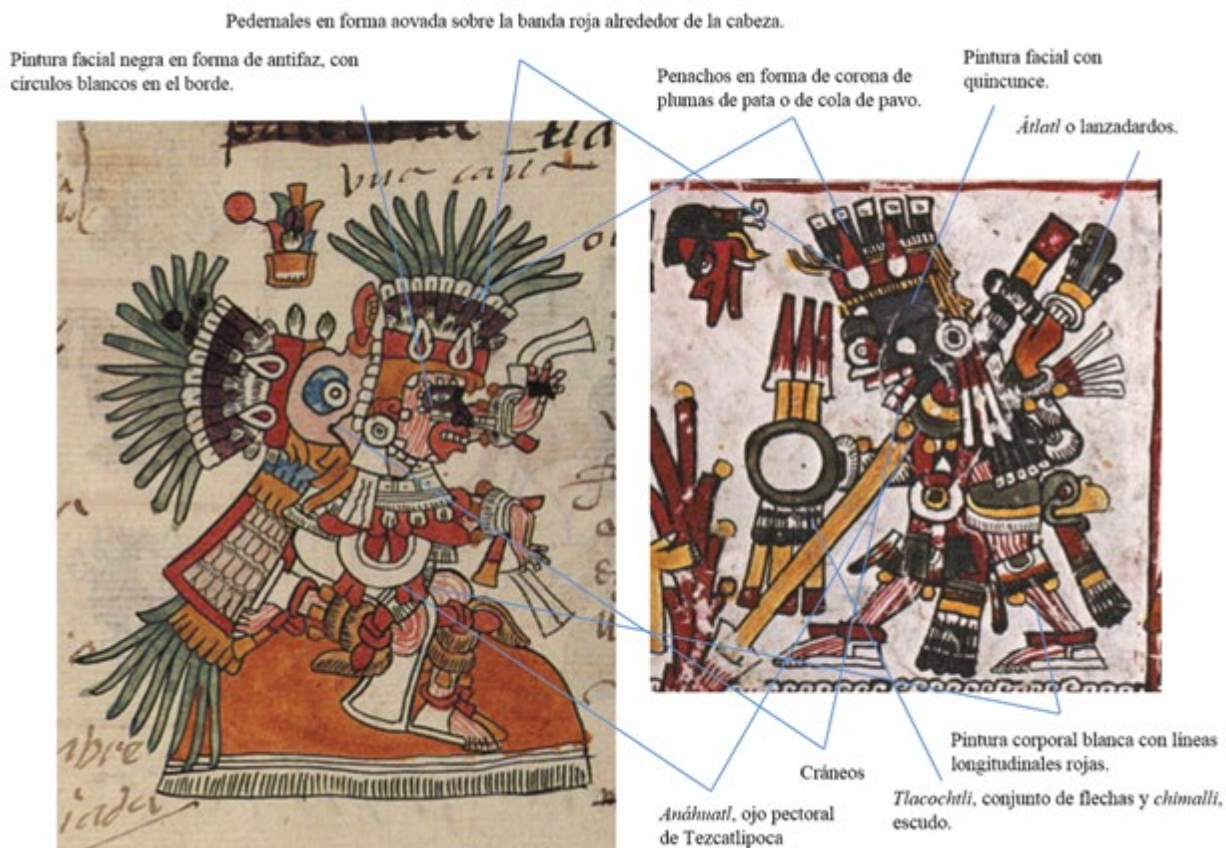 Pedernales en forma aovada sobre la banda roja alrededor de la cabeza.
Pintura facial negra en forma de antifaz, con
círculos blancos en el borde.
Penachos en forma de corona de
plumas de pata o de cola de pavo.
Pintura facial con
quincunce.
Átlatl o lanzadardos.
Cráneos
Anáhuatl, ojo pectoral
de Tezcatlipoca
Pintura corporal blanca con líneas
longitudinales rojas.
Tlacochtli, conjunto de flechas y chimalli,
escudo.